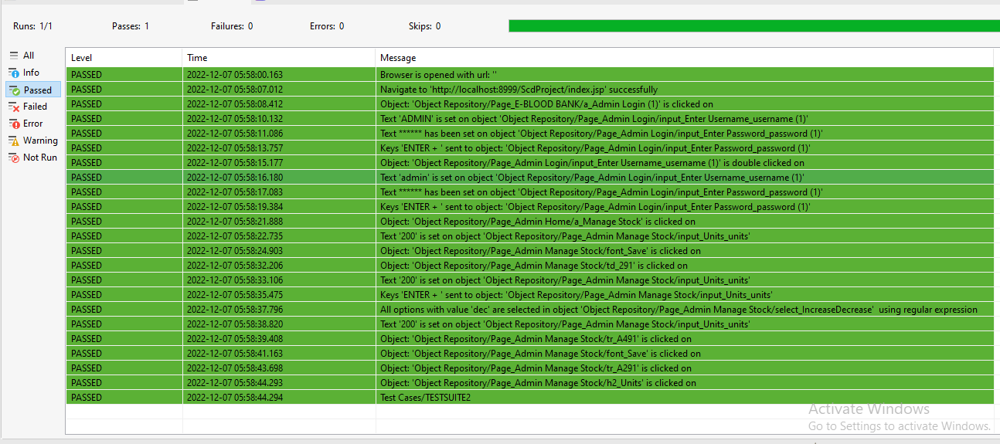 Runs: 1/1 Passes: 1 Failures: 0 Errors: 0 Skips: 0
All
Info
Passed
Failed
Error
Warning
Not Run
Level Time Message
PASSED 2022-12-07 05:58:00.163 Browser is opened with url: ''
PASSED 2022-12-07 05:58:07.012 Navigate to 'http://localhost:8999/ScdProject/index.jsp' successfully
PASSED 2022-12-07 05:58:08.412 Object: 'Object Repository/Page_E-BLOOD BANK/a_Admin Login (1)' is clicked on
PASSED 2022-12-07 05:58:10.132 Text 'ADMIN' is set on object 'Object Repository/Page_Admin Login/input_Enter Username_username (1)'
PASSED 2022-12-07 05:58:11.086 Text ****** has been set on object 'Object Repository/Page_Admin Login/input_Enter Password_password (1)'
PASSED 2022-12-07 05:58:13.757 Keys 'ENTER + ' sent to object: 'Object Repository/Page_Admin Login/input_Enter Password_password (1)'
PASSED 2022-12-07 05:58:15.177 Object: 'Object Repository/Page_Admin Login/input_Enter Username_username (1)' is double clicked on
PASSED 2022-12-07 05:58:16.180 Text 'admin' is set on object 'Object Repository/Page_Admin Login/input_Enter Username_username (1)'
PASSED 2022-12-07 05:58:17.083 Text ****** has been set on object 'Object Repository/Page_Admin Login/input_Enter Password_password (1)'
PASSED 2022-12-07 05:58:19.384 Keys 'ENTER + ' sent to object: 'Object Repository/Page_Admin Login/input_Enter Password_password (1)'
PASSED 2022-12-07 05:58:21.888 Object: 'Object Repository/Page_Admin Home/a_Manage Stock' is clicked on
PASSED 2022-12-07 05:58:22.735 Text '200' is set on object 'Object Repository/Page_Admin Manage Stock/input_Units_units'
PASSED 2022-12-07 05:58:24.903 Object: 'Object Repository/Page_Admin Manage Stock/font_Save' is clicked on
PASSED 2022-12-07 05:58:32.206 Object: 'Object Repository/Page_Admin Manage Stock/td_291' is clicked on
PASSED 2022-12-07 05:58:33.106 Text '200' is set on object 'Object Repository/Page_Admin Manage Stock/input_Units_units'
PASSED 2022-12-07 05:58:35.475 Keys 'ENTER + ' sent to object: 'Object Repository/Page_Admin Manage Stock/input_Units_units'
PASSED 2022-12-07 05:58:37.796 All options with value 'dec' are selected in object 'Object Repository/Page_Admin Manage Stock/select_IncreaseDecrease'  using regular expression
PASSED 2022-12-07 05:58:38.820 Text '200' is set on object 'Object Repository/Page_Admin Manage Stock/input_Units_units'
PASSED 2022-12-07 05:58:39.408 Object: 'Object Repository/Page_Admin Manage Stock/tr_A491' is clicked on
PASSED 2022-12-07 05:58:41.163 Object: 'Object Repository/Page_Admin Manage Stock/font_Save' is clicked on
PASSED 2022-12-07 05:58:43.698 Object: 'Object Repository/Page_Admin Manage Stock/tr_A291' is clicked on
PASSED 2022-12-07 05:58:44.293 Object: 'Object Repository/Page_Admin Manage Stock/h2_Units' is clicked on
PASSED 2022-12-07 05:58:44.294 Test Cases/TESTSUITE2
Activate Windows
Go to Settings to activate Windows.